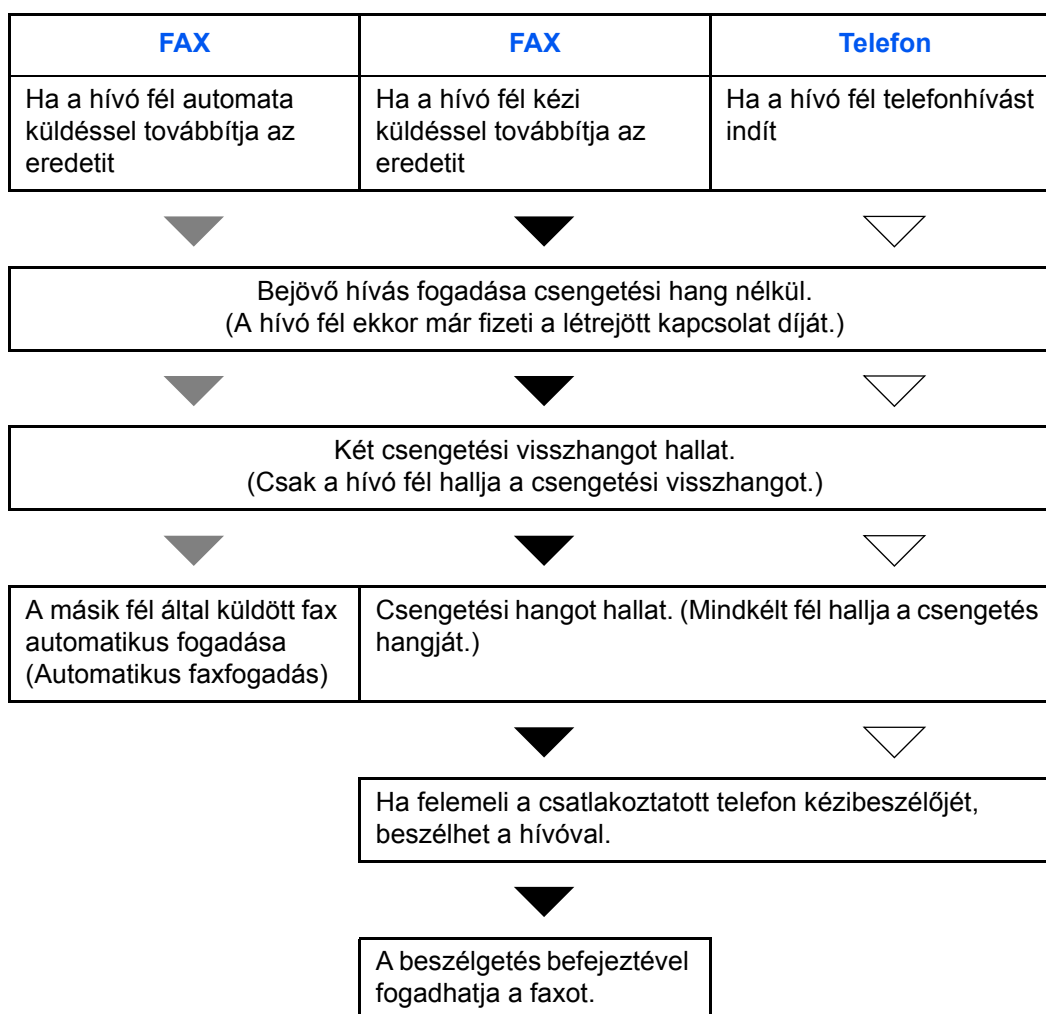 FAX
FAX
Telefon
Ha a hívó fél automata
küldéssel továbbítja az
eredetit
Ha a hívó fél kézi
küldéssel továbbítja az
eredetit
Ha a hívó fél telefonhívást
indít
Bejövő hívás fogadása csengetési hang nélkül.
(A hívó fél ekkor már fizeti a létrejött kapcsolat díját.)
Két csengetési visszhangot hallat.
(Csak a hívó fél hallja a csengetési visszhangot.)
A másik fél által küldött fax
automatikus fogadása
(Automatikus faxfogadás)
Csengetési hangot hallat. (Mindkélt fél hallja a csengetés
hangját.)
Ha felemeli a csatlakoztatott telefon kézibeszélőjét,
beszélhet a hívóval.
A beszélgetés befejeztével
fogadhatja a faxot.